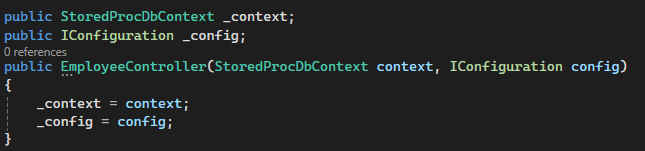 public StoredProcDbContext _context;
public IConfiguration _config;
0 references
public EmployeeController(StoredProcDbContext context, IConfiguration config)
{
    _context = context;
    _config = config;
}